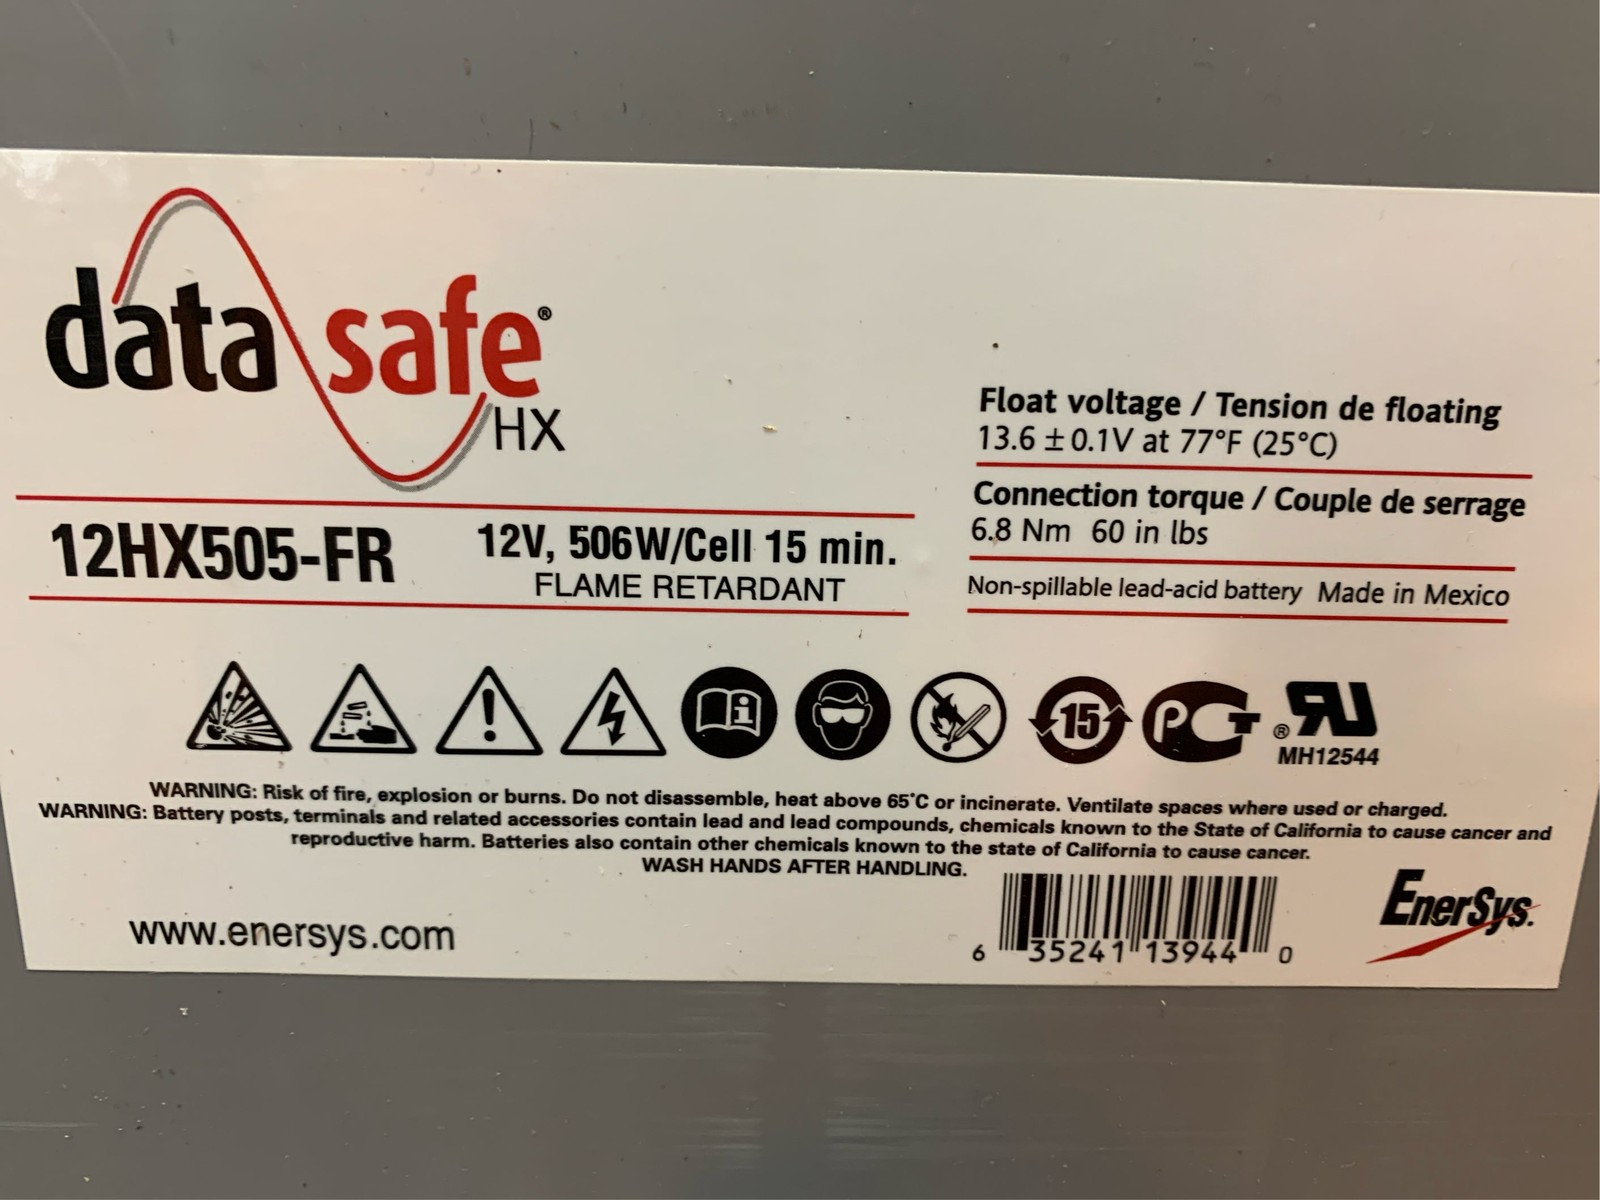 data safe®
HX
12HX505-FR
12V, 506W/Cell 15 min.
FLAME RETARDANT
Float voltage / Tension de floating
13.6 ± 0.1V at 77°F (25°C)
Connection torque / Couple de serrage
6.8 Nm 60 in lbs
Non-spillable lead-acid battery Made in Mexico
i
15
PCT
® RU
MH12544
WARNING: Risk of fire, explosion or burns. Do not disassemble, heat above 65°C or incinerate. Ventilate spaces where used or charged.
WARNING: Battery posts, terminals and related accessories contain lead and lead compounds, chemicals known to the State of California to cause cancer and
reproductive harm. Batteries also contain other chemicals known to the state of California to cause cancer.
WASH HANDS AFTER HANDLING.
www.enersys.com
6 35241 13944 0
EnerSys.